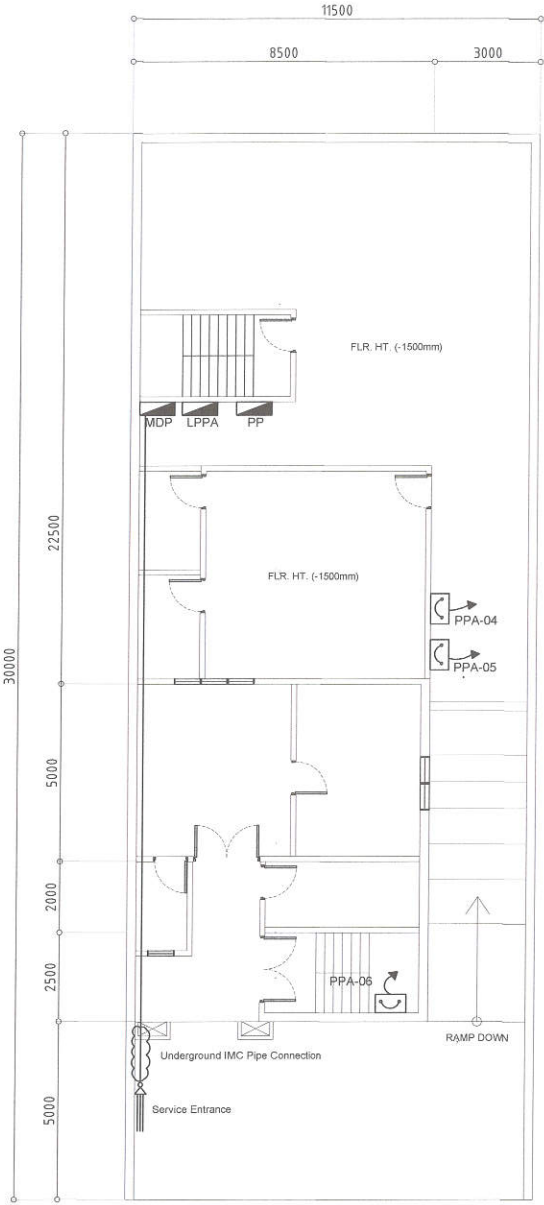 11500
8500
3000
FLR. HT. (-1500mm)
MDP
LPPA
PP
22500
FLR. HT. (-1500mm)
PPA-04
PPA-05
30000
5000
2000
2500
PPA-06
RAMP DOWN
Underground IMC Pipe Connection
5000
Service Entrance